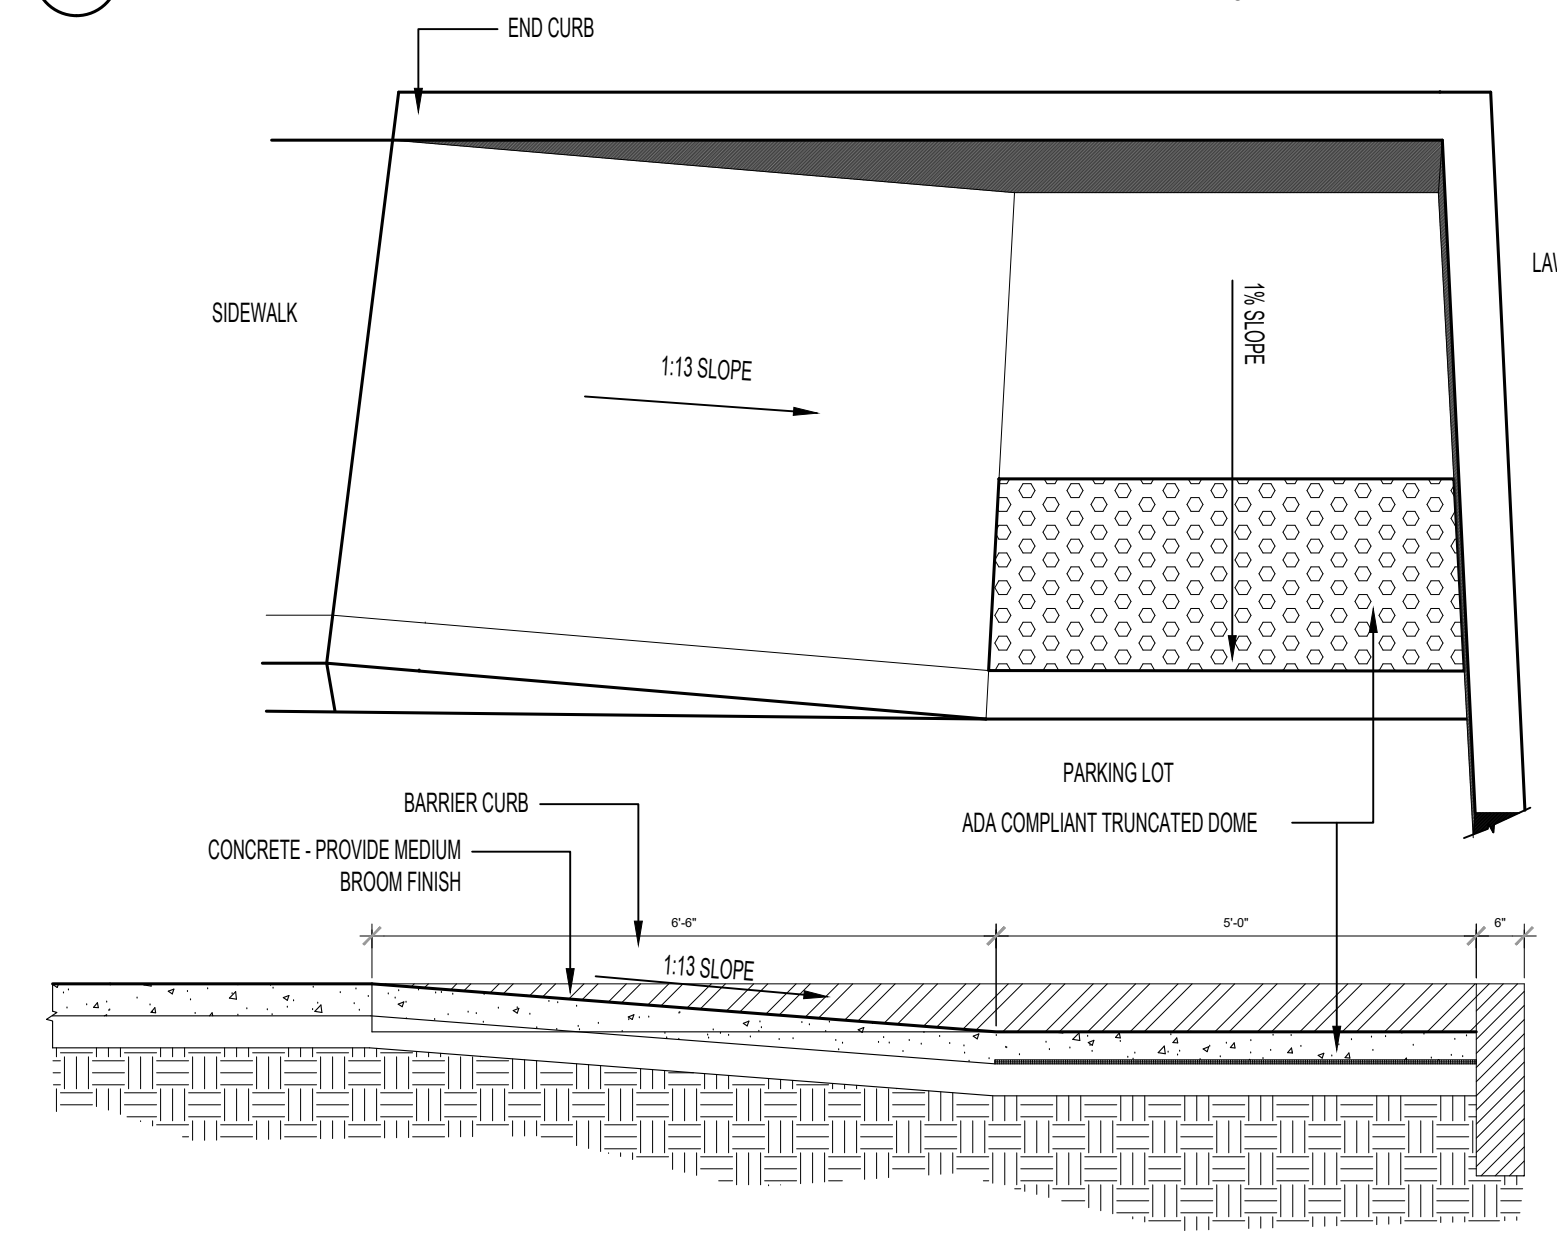 END CURB
SIDEWALK
1:13 SLOPE
1% SLOPE
PARKING LOT
BARRIER CURB
ADA COMPLIANT TRUNCATED DOME
CONCRETE - PROVIDE MEDIUM
BROOM FINISH
6'-6"
5'-0"
6"
1:13 SLOPE